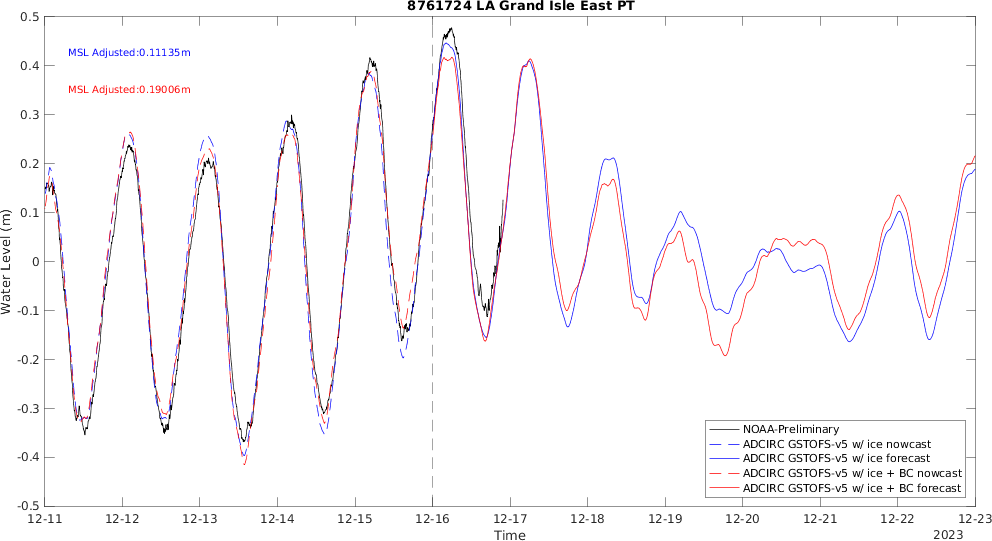 8761724 LA Grand Isle East PT
MSL Adjusted:0.11135m
MSL Adjusted:0.19006m
Water Level (m)
0.5
0.4
0.3
0.2
0.1
0
-0.1
-0.2
-0.3
-0.4
-0.5
NOAA-Preliminary
ADCIRC GSTOFS-v5 w/ ice nowcast
ADCIRC GSTOFS-v5 w/ ice forecast
ADCIRC GSTOFS-v5 w/ ice + BC nowcast
ADCIRC GSTOFS-v5 w/ ice + BC forecast
12-11 12-12 12-13 12-14 12-15 12-16 12-17 12-18 12-19 12-20 12-21 12-22 12-23
Time
2023